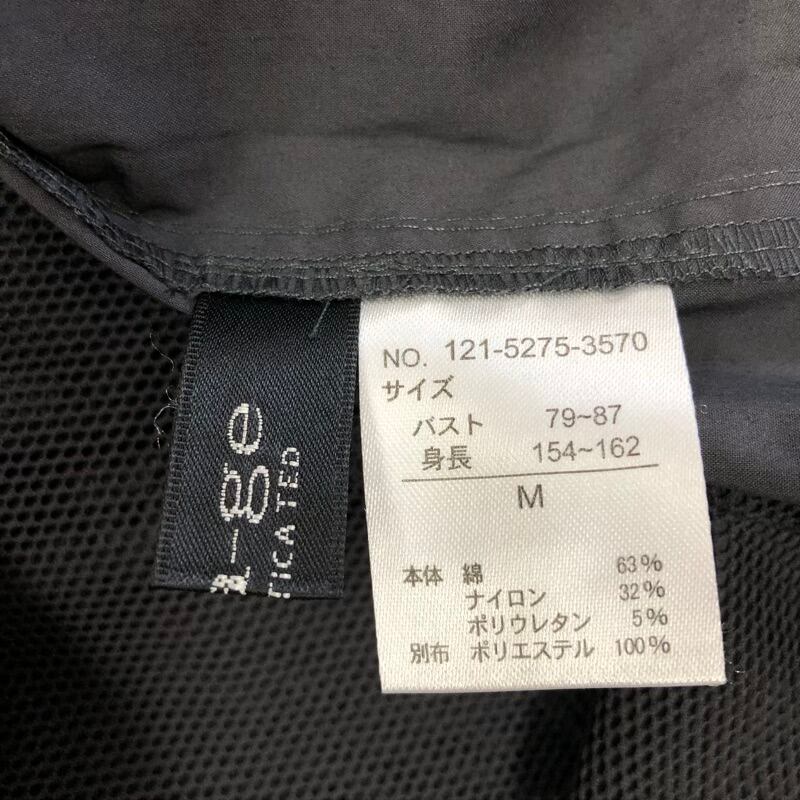 NO. 121-5275-3570
サイズ
バスト 79~87
身長 154~162
M
本体 綿 63%
ナイロン 32%
ポリウレタン 5%
別布 ポリエステル 100%
-ge